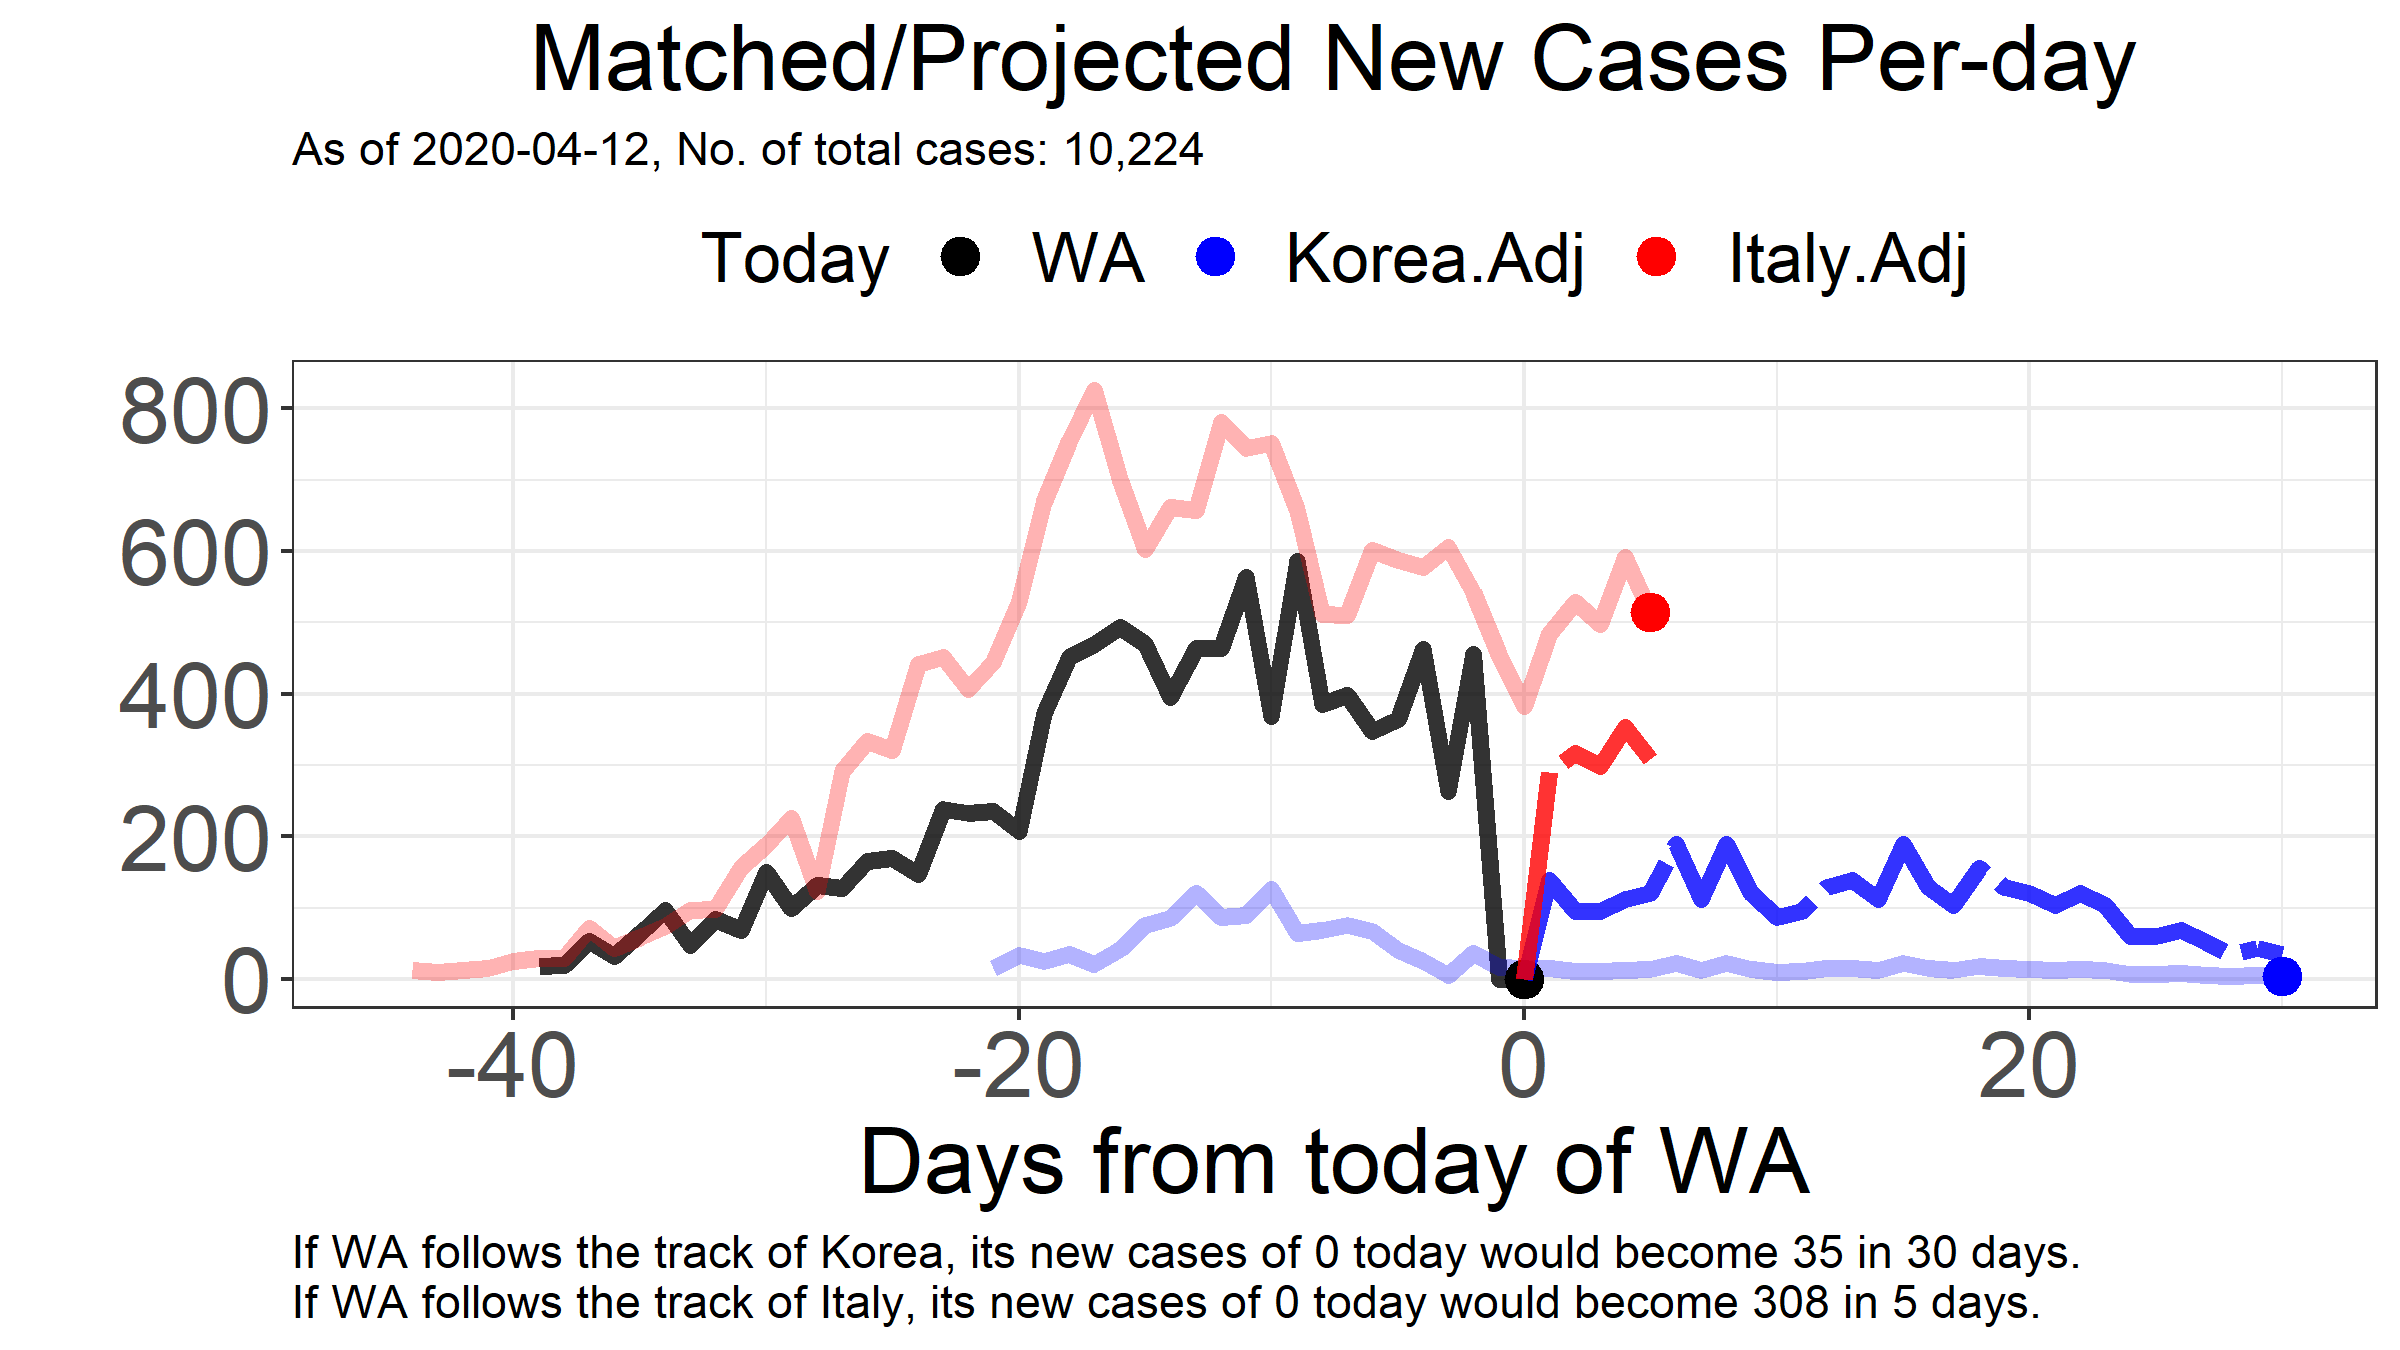 Matched/Projected New Cases Per-day
As of 2020-04-12, No. of total cases: 10,224
Today WA Korea.Adj Italy.Adj
800
600
400
200
0
-40 -20 0 20
Days from today of WA
If WA follows the track of Korea, its new cases of 0 today would become 35 in 30 days.
If WA follows the track of Italy, its new cases of 0 today would become 308 in 5 days.